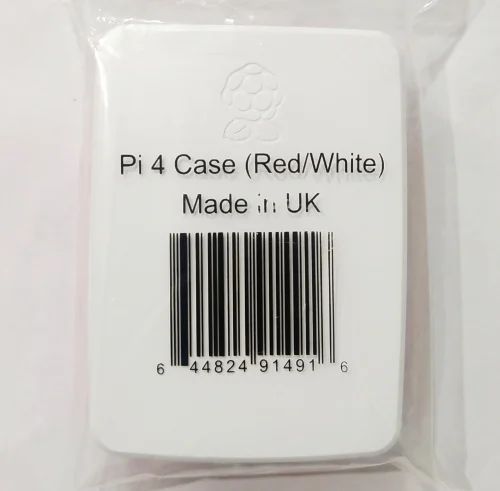 Pi 4 Case (Red/White)
Made in UK
6 44824 91491 6